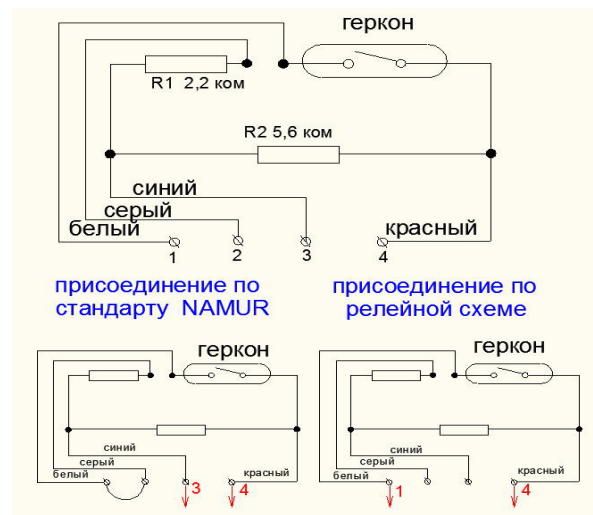 геркон
R1 2,2 ком
R2 5,6 ком
синий
серый
белый
красный
1
2
3
4
присоединение по
стандарту NAMUR
присоединение по
релейной схеме
геркон
синий
серый
белый
красный
3
4
геркон
синий
серый
белый
красный
1
4